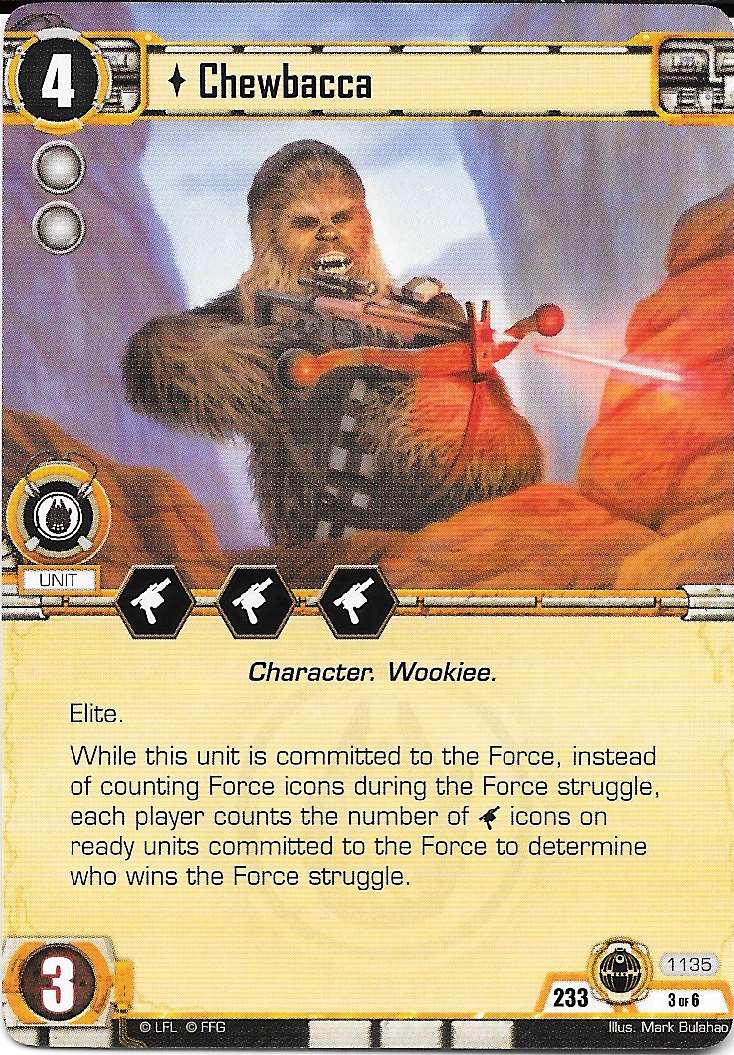 4
Chewbacca
UNIT
Character. Wookiee.
Elite.
While this unit is committed to the Force, instead
of counting Force icons during the Force struggle,
each player counts the number of icons on
ready units committed to the Force to determine
who wins the Force struggle.
3
1135
233
3 OF 6
© LFL © FFG
Illus. Mark Bulahao